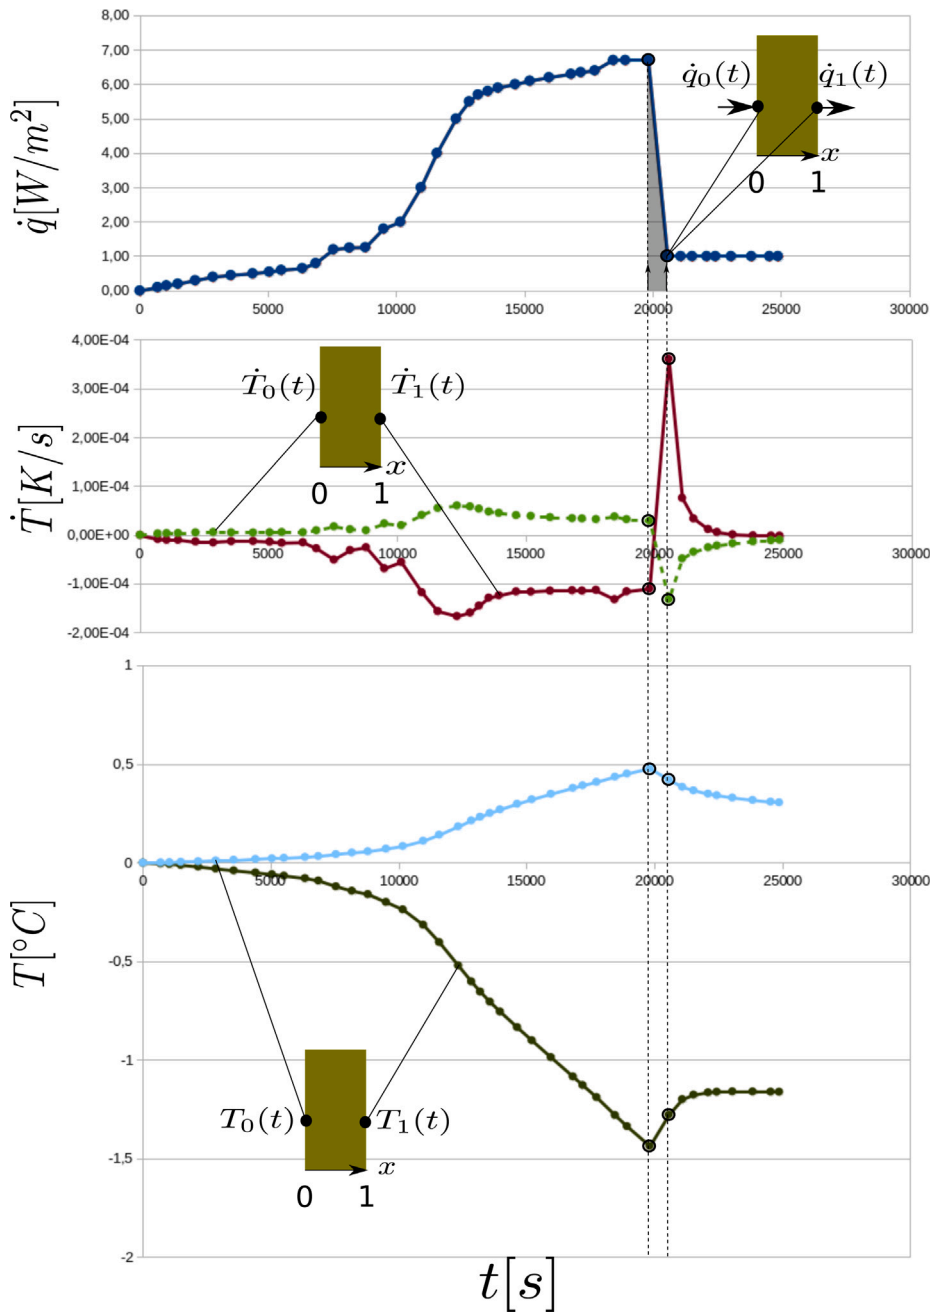 q̇[W/m²]
8,00
7,00
6,00
5,00
4,00
3,00
2,00
1,00
0,00
0 5000 10000 15000 20000 25000 30000
q̇₀(t) q̇₁(t)
x
0 1
Ṫ[K/s]
4,00E-04
3,00E-04
2,00E-04
1,00E-04
0,00E+00
-1,00E-04
-2,00E-04
0 5000 10000 15000 20000 25000 30000
Ṫ₀(t) Ṫ₁(t)
x
0 1
T[°C]
1
0,5
0
-0,5
-1
-1,5
-2
0 5000 10000 15000 20000 25000 30000
T₀(t) T₁(t)
x
0 1
t[s]